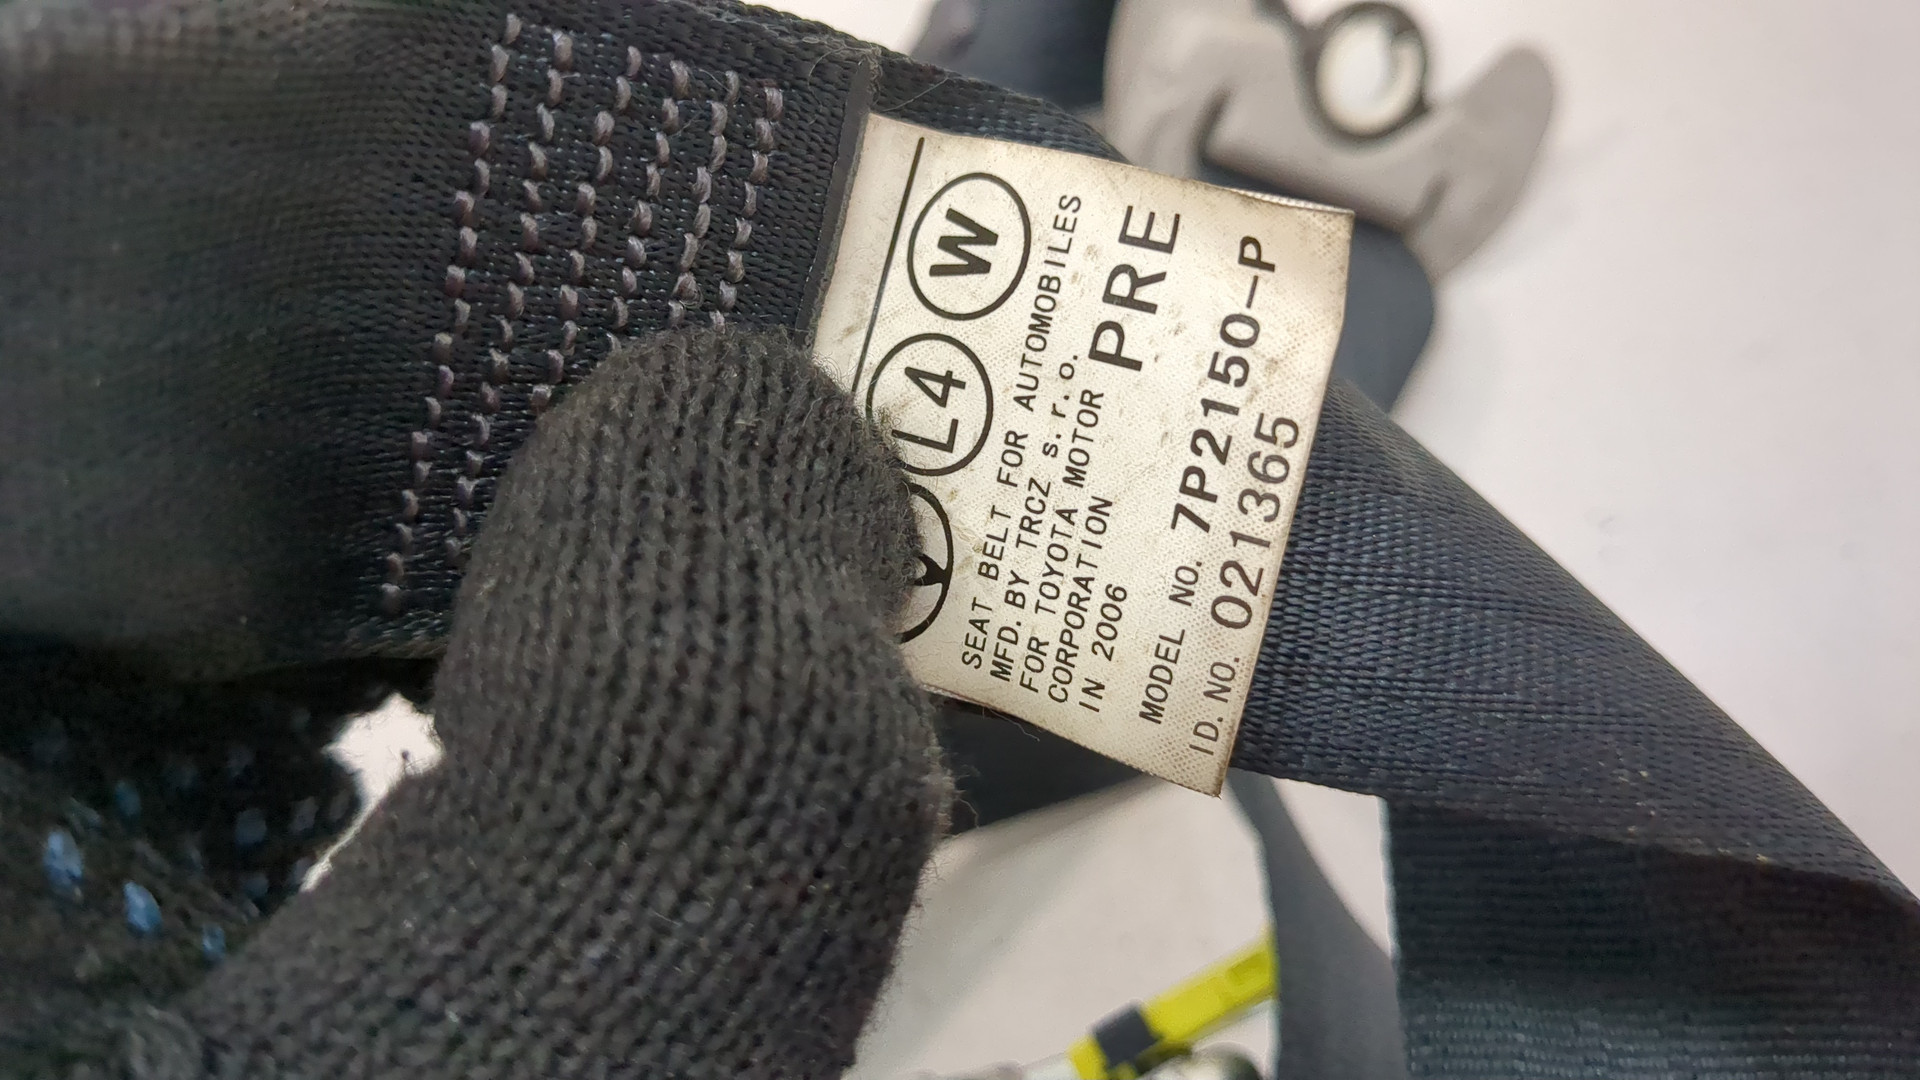 L4 W
SEAT BELT FOR AUTOMOBILES
MFD. BY TRCZ s. r. o.
FOR TOYOTA MOTOR
CORPORATION PRE
IN 2006
MODEL NO. 7P2150-P
ID. NO. 021365